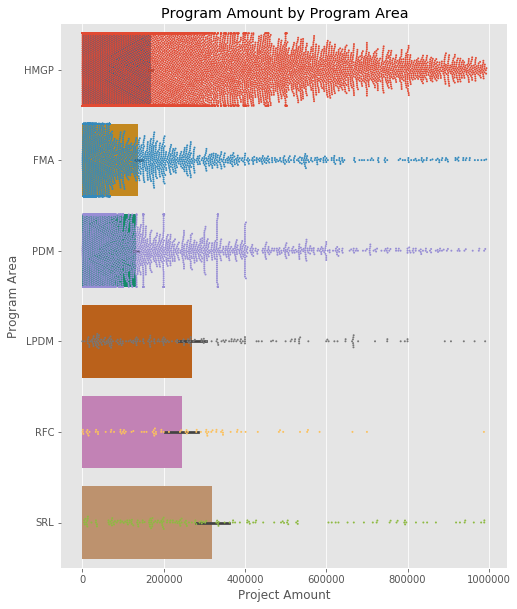 Program Amount by Program Area
HMGP
FMA
PDM
LPDM
RFC
SRL
Program Area
0 200000 400000 600000 800000 1000000
Project Amount